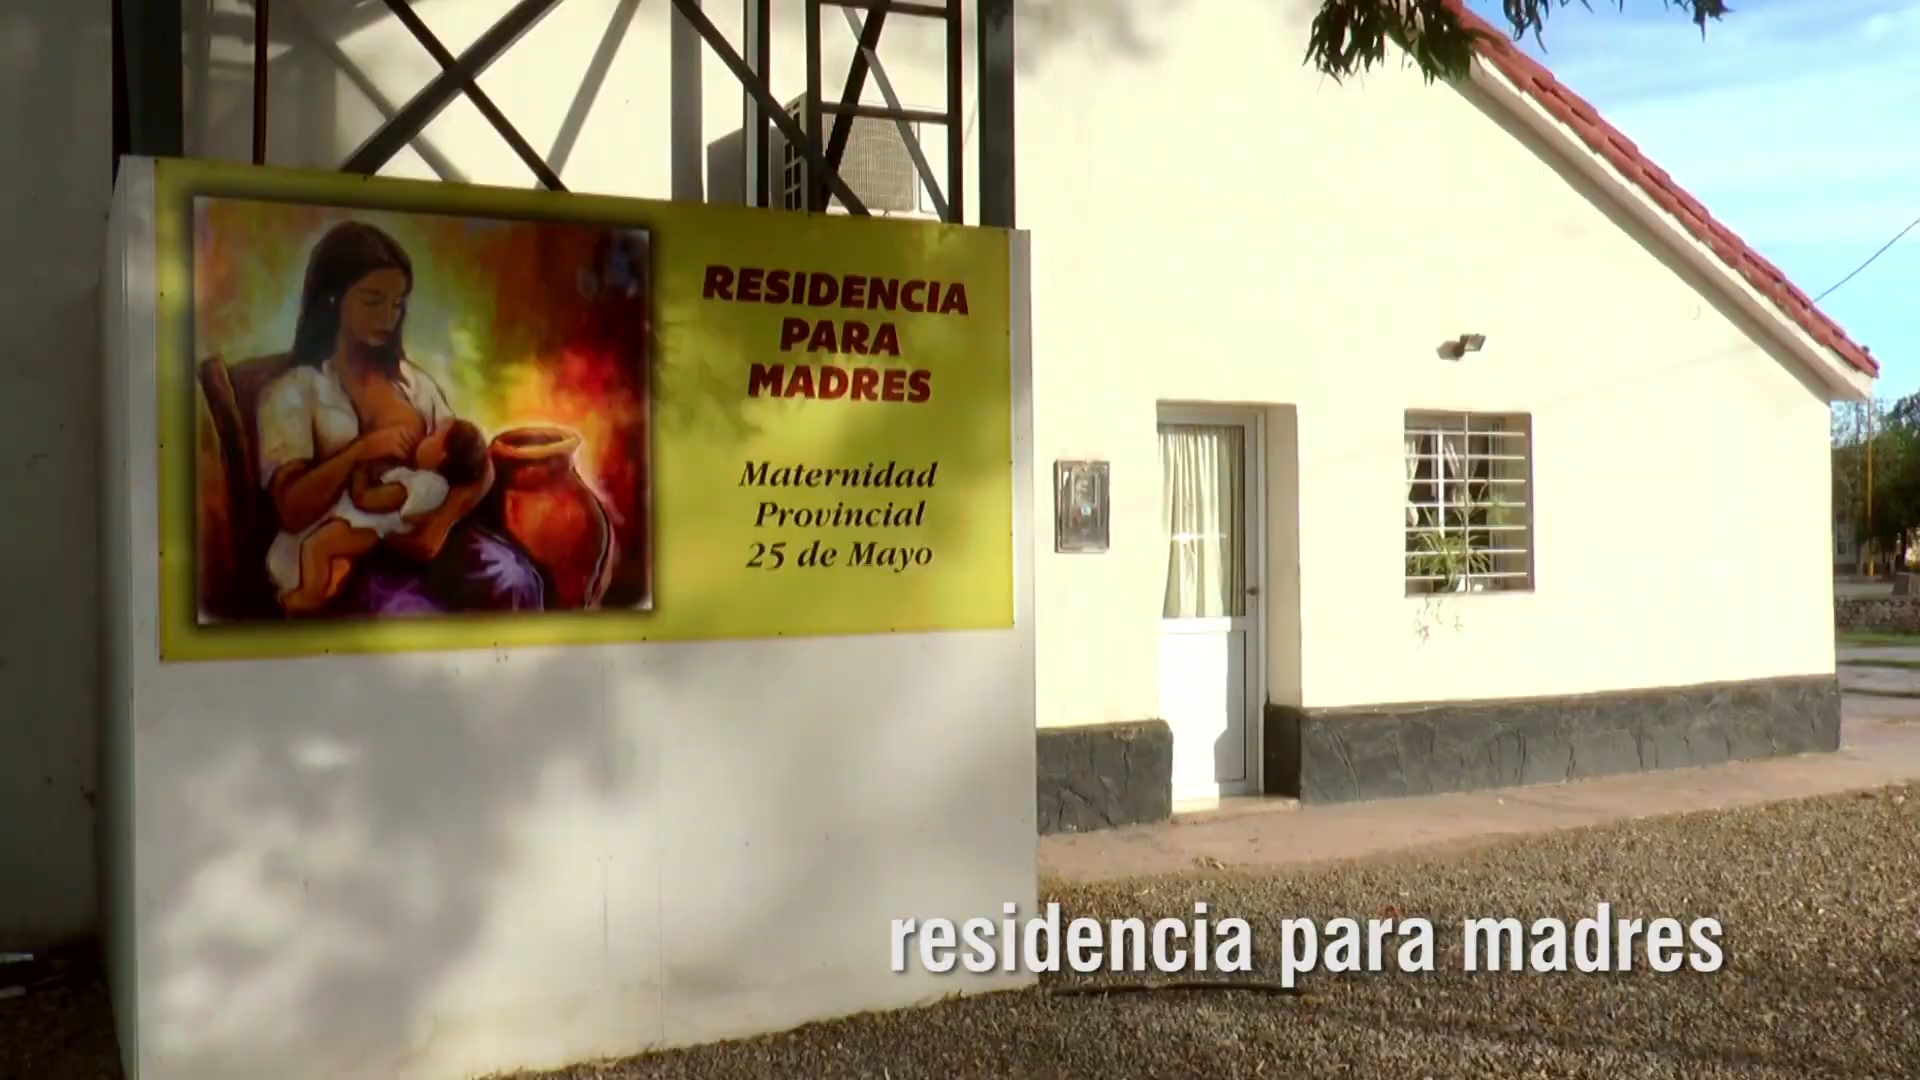 RESIDENCIA
PARA
MADRES
Maternidad
Provincial
25 de Mayo
residencia para madres